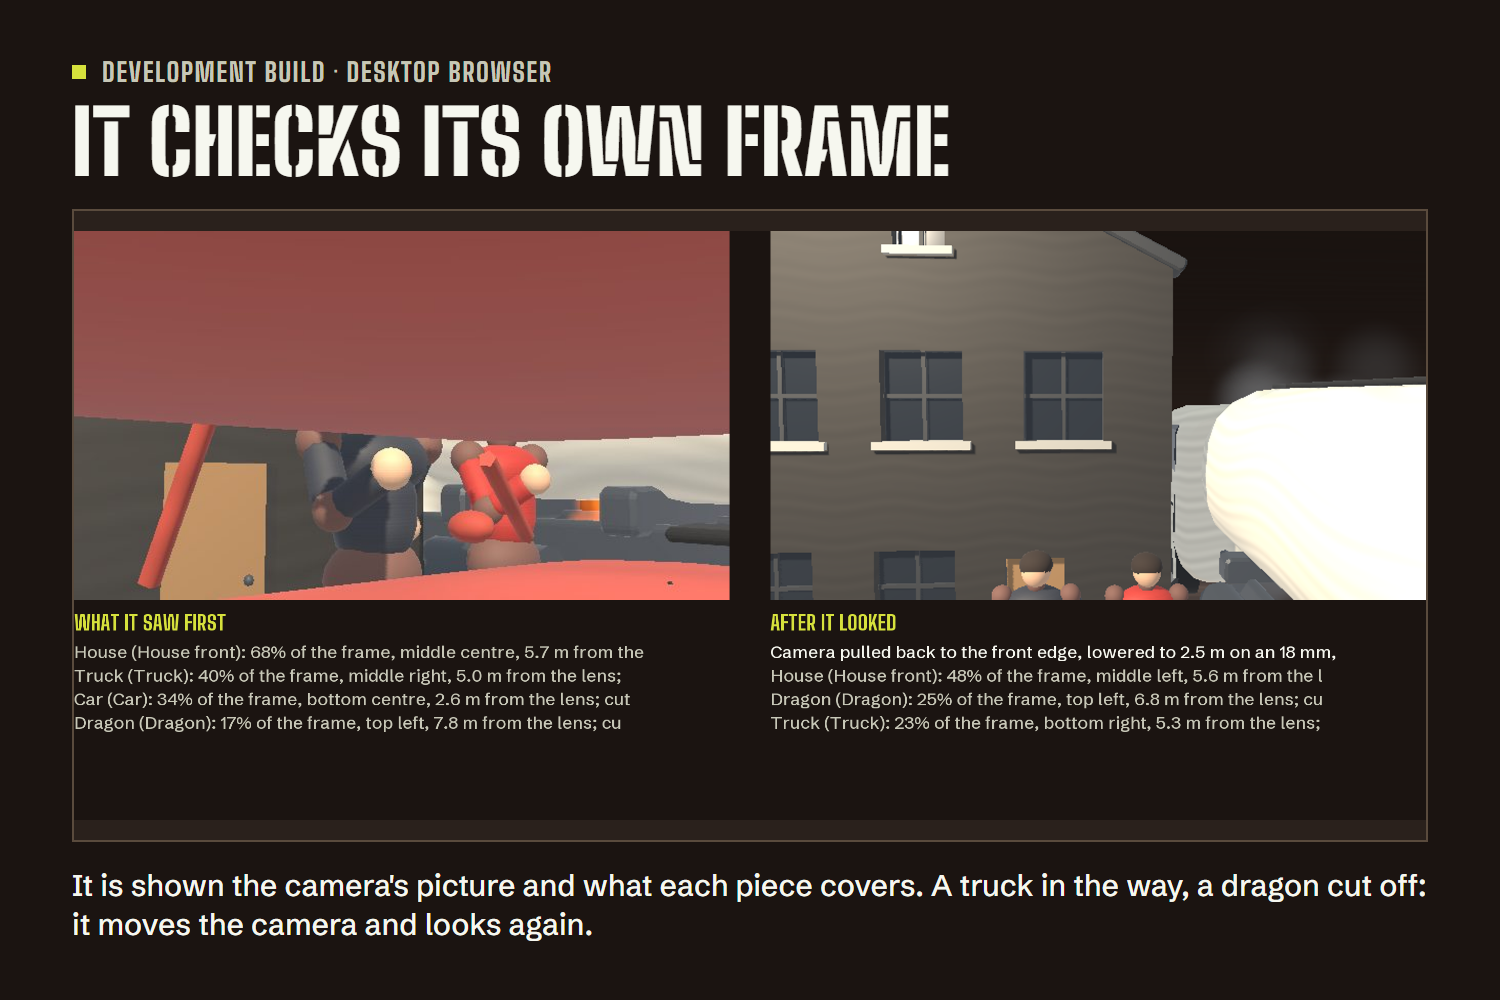 DEVELOPMENT BUILD · DESKTOP BROWSER
IT CHECKS ITS OWN FRAME
WHAT IT SAW FIRST
House (House front): 68% of the frame, middle centre, 5.7 m from the
Truck (Truck): 40% of the frame, middle right, 5.0 m from the lens;
Car (Car): 34% of the frame, bottom centre, 2.6 m from the lens; cut
Dragon (Dragon): 17% of the frame, top left, 7.8 m from the lens; cu
AFTER IT LOOKED
Camera pulled back to the front edge, lowered to 2.5 m on an 18 mm,
House (House front): 48% of the frame, middle left, 5.6 m from the l
Dragon (Dragon): 25% of the frame, top left, 6.8 m from the lens; cu
Truck (Truck): 23% of the frame, bottom right, 5.3 m from the lens;
It is shown the camera's picture and what each piece covers. A truck in the way, a dragon cut off:
it moves the camera and looks again.